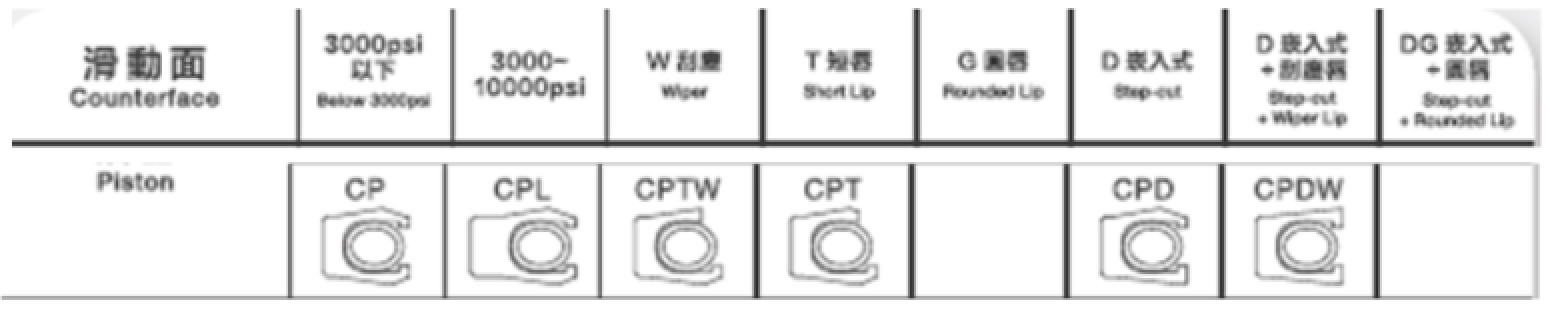 滑動面
Counterface
3000psi
以下
Below 3000psi
3000–
10000psi
W 刮塵
Wiper
T 短唇
Short Lip
G 圓唇
Rounded Lip
D 嵌入式
Step-cut
D 嵌入式
+ 刮塵唇
Step-cut
+ Wiper Lip
DG 嵌入式
+ 圓唇
Step-cut
+ Rounded Lip
Piston
CP
CPL
CPTW
CPT
CPD
CPDW